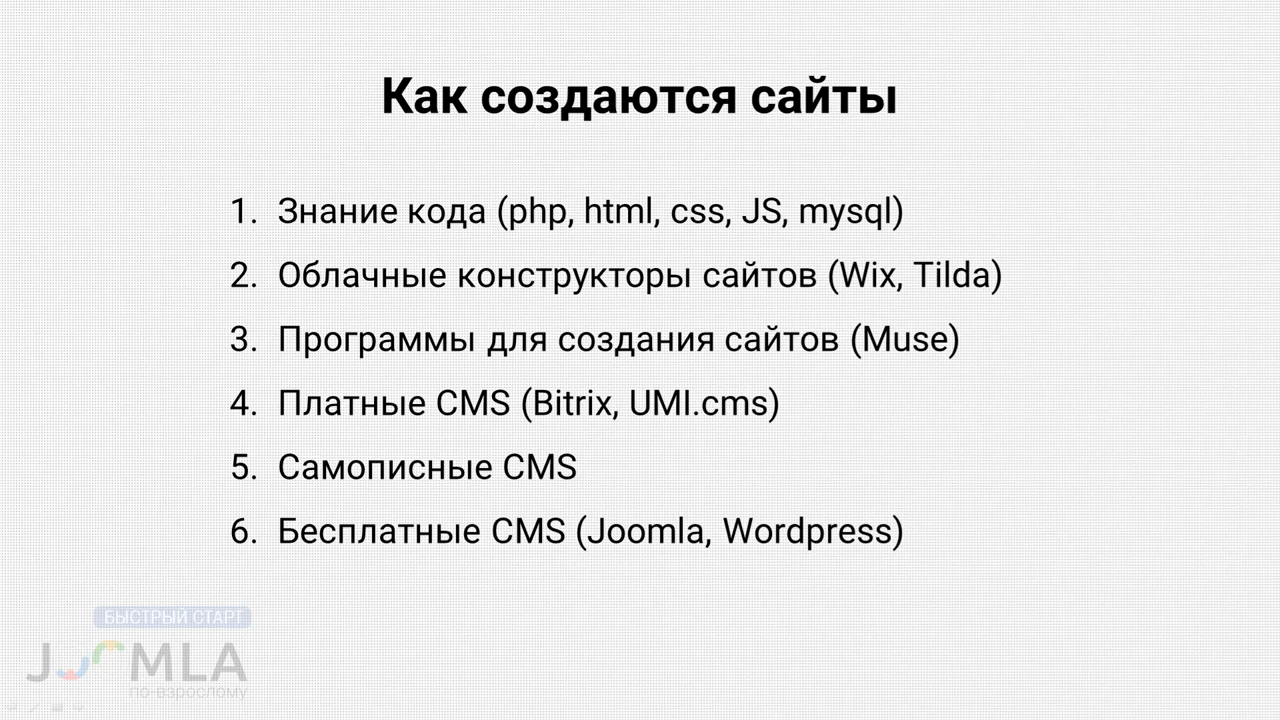 Как создаются сайты
1. Знание кода (php, html, css, JS, mysql)
2. Облачные конструкторы сайтов (Wix, Tilda)
3. Программы для создания сайтов (Muse)
4. Платные CMS (Bitrix, UMI.cms)
5. Самописные CMS
6. Бесплатные CMS (Joomla, Wordpress)
БЫСТРЫЙ СТАРТ
JOOMLA
по-взрослому